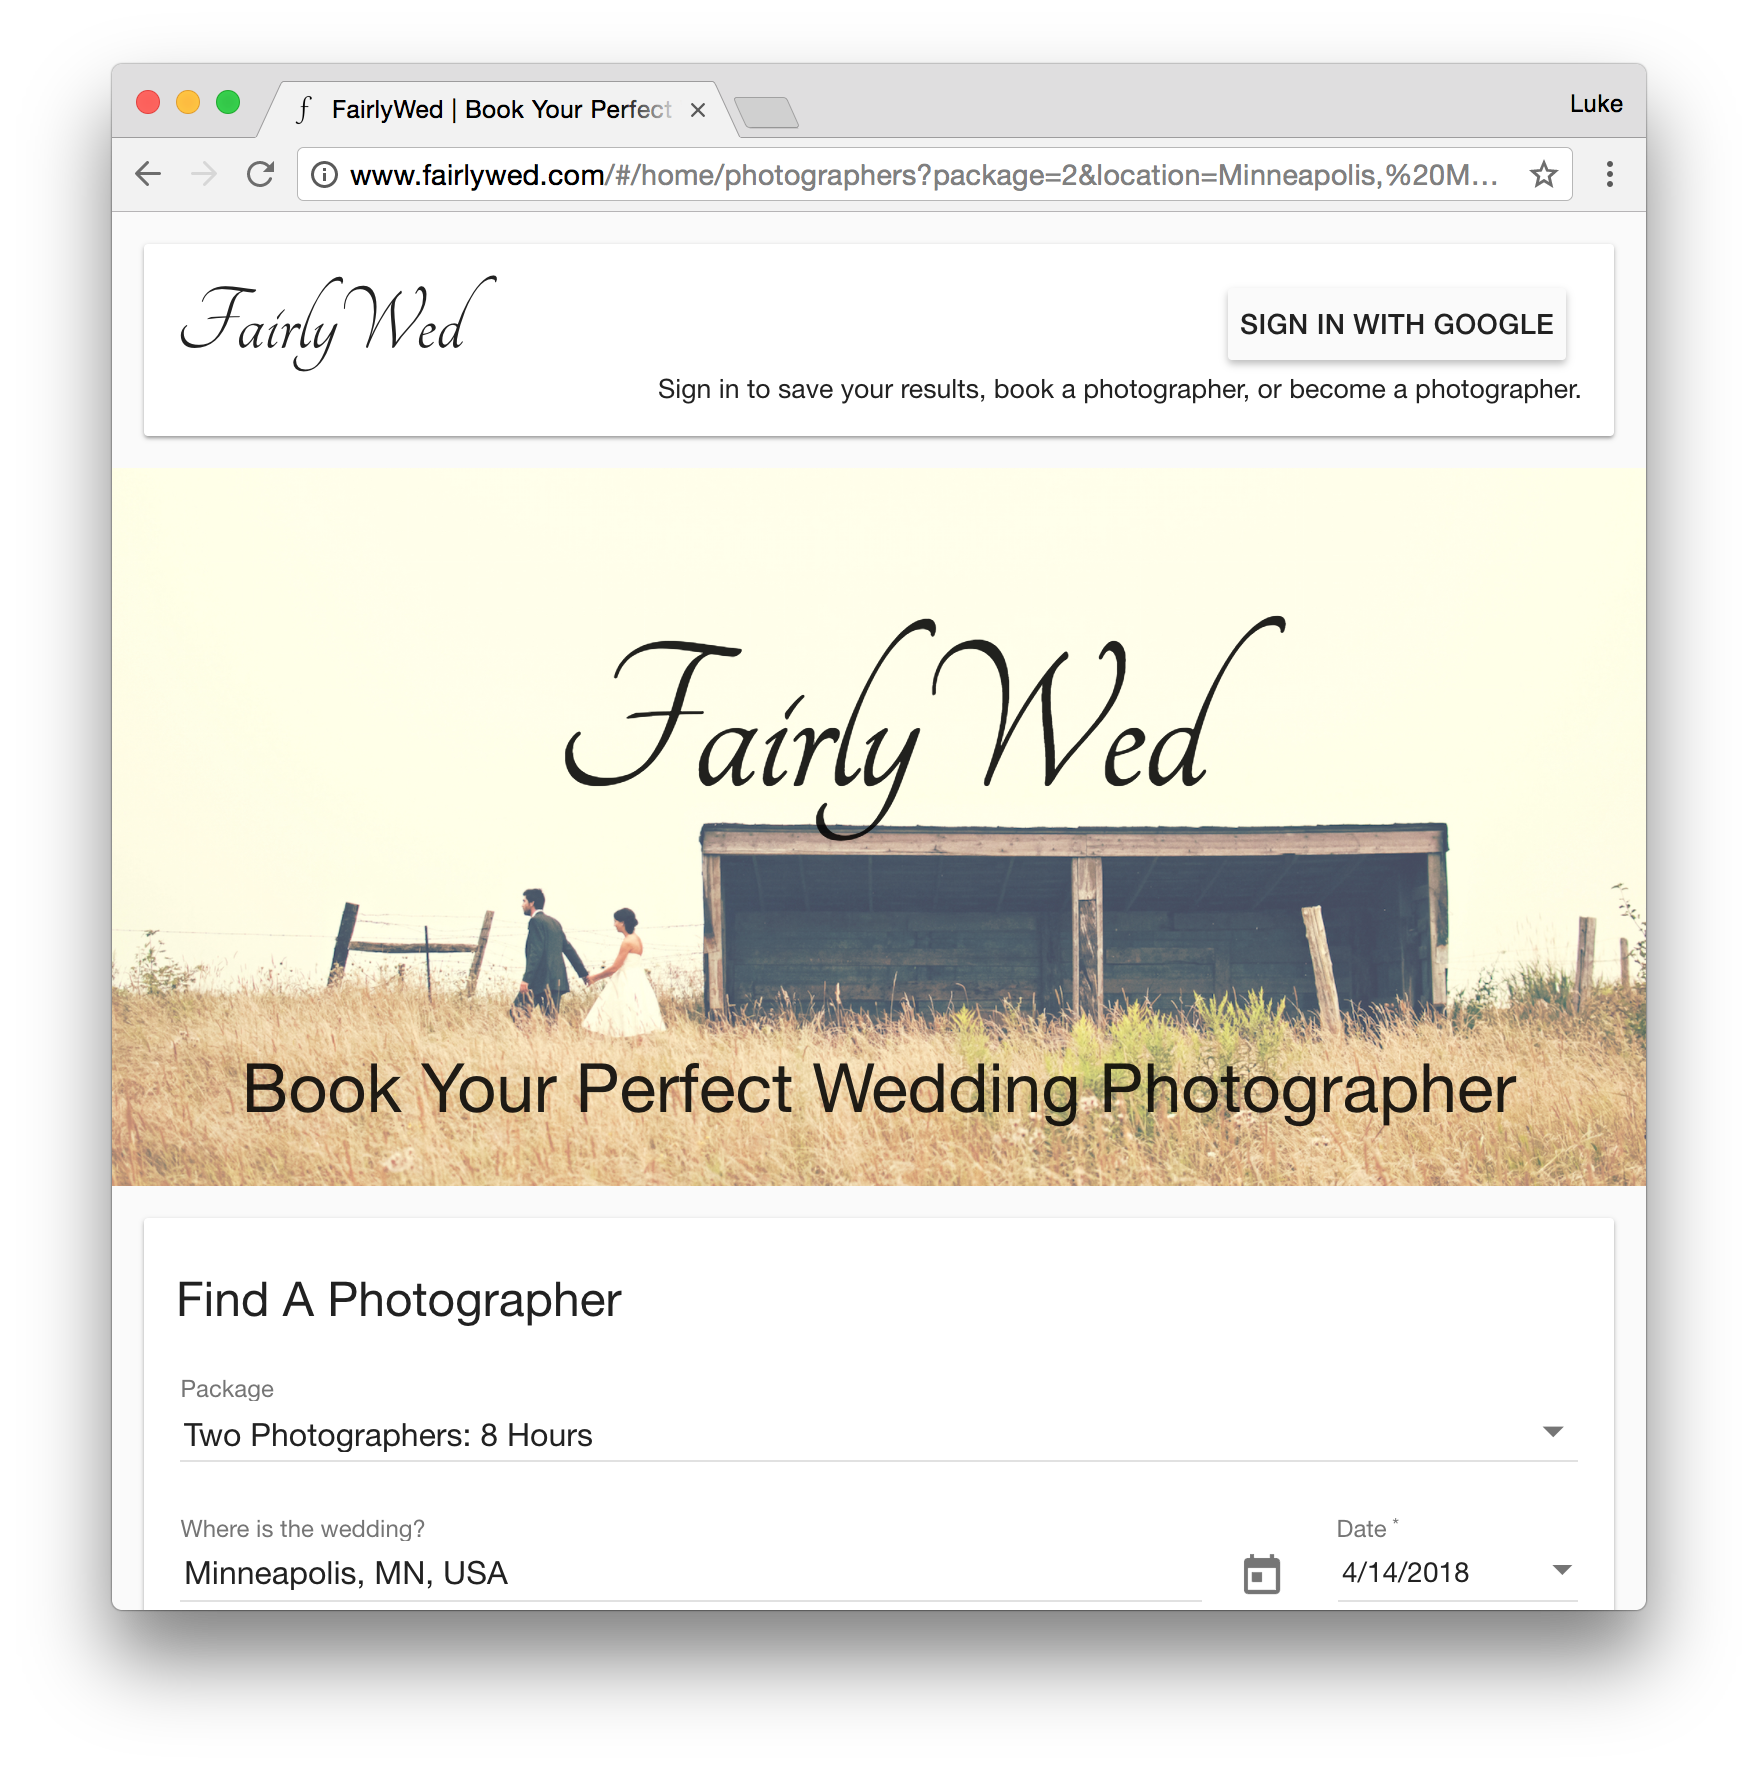 FairlyWed | Book Your Perfect
Luke
www.fairlywed.com/#/home/photographers?package=2&location=Minneapolis,%20M...
FairlyWed
SIGN IN WITH GOOGLE
Sign in to save your results, book a photographer, or become a photographer.
FairlyWed
Book Your Perfect Wedding Photographer
Find A Photographer
Package
Two Photographers: 8 Hours
Where is the wedding?
Date *
Minneapolis, MN, USA
4/14/2018